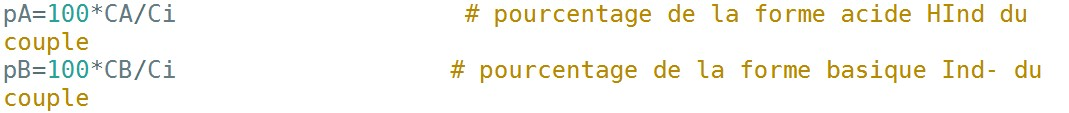 pA=100*CA/Ci # pourcentage de la forme acide HInd du
couple
pB=100*CB/Ci # pourcentage de la forme basique Ind- du
couple